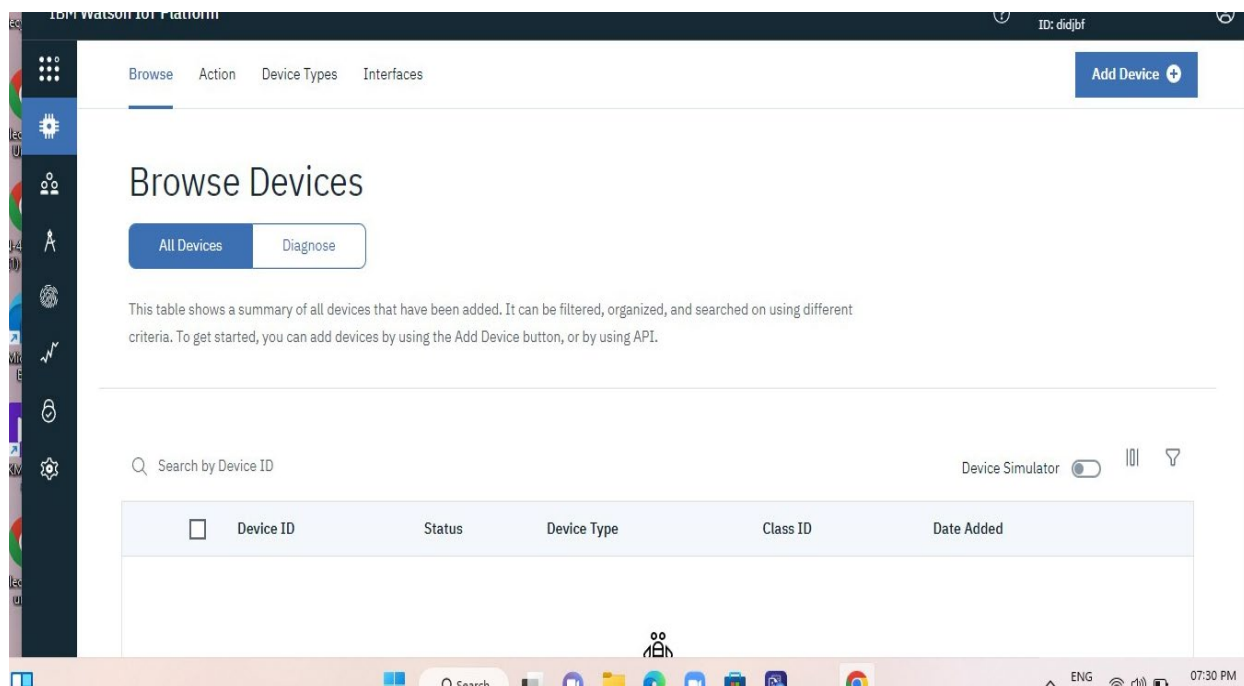 IBM Watson IoT Platform
ID: didjbf
Browse Action Device Types Interfaces
Add Device
Browse Devices
All Devices Diagnose
This table shows a summary of all devices that have been added. It can be filtered, organized, and searched on using different
criteria. To get started, you can add devices by using the Add Device button, or by using API.
Search by Device ID
Device Simulator
Device ID Status Device Type Class ID Date Added
Search
ENG
07:30 PM